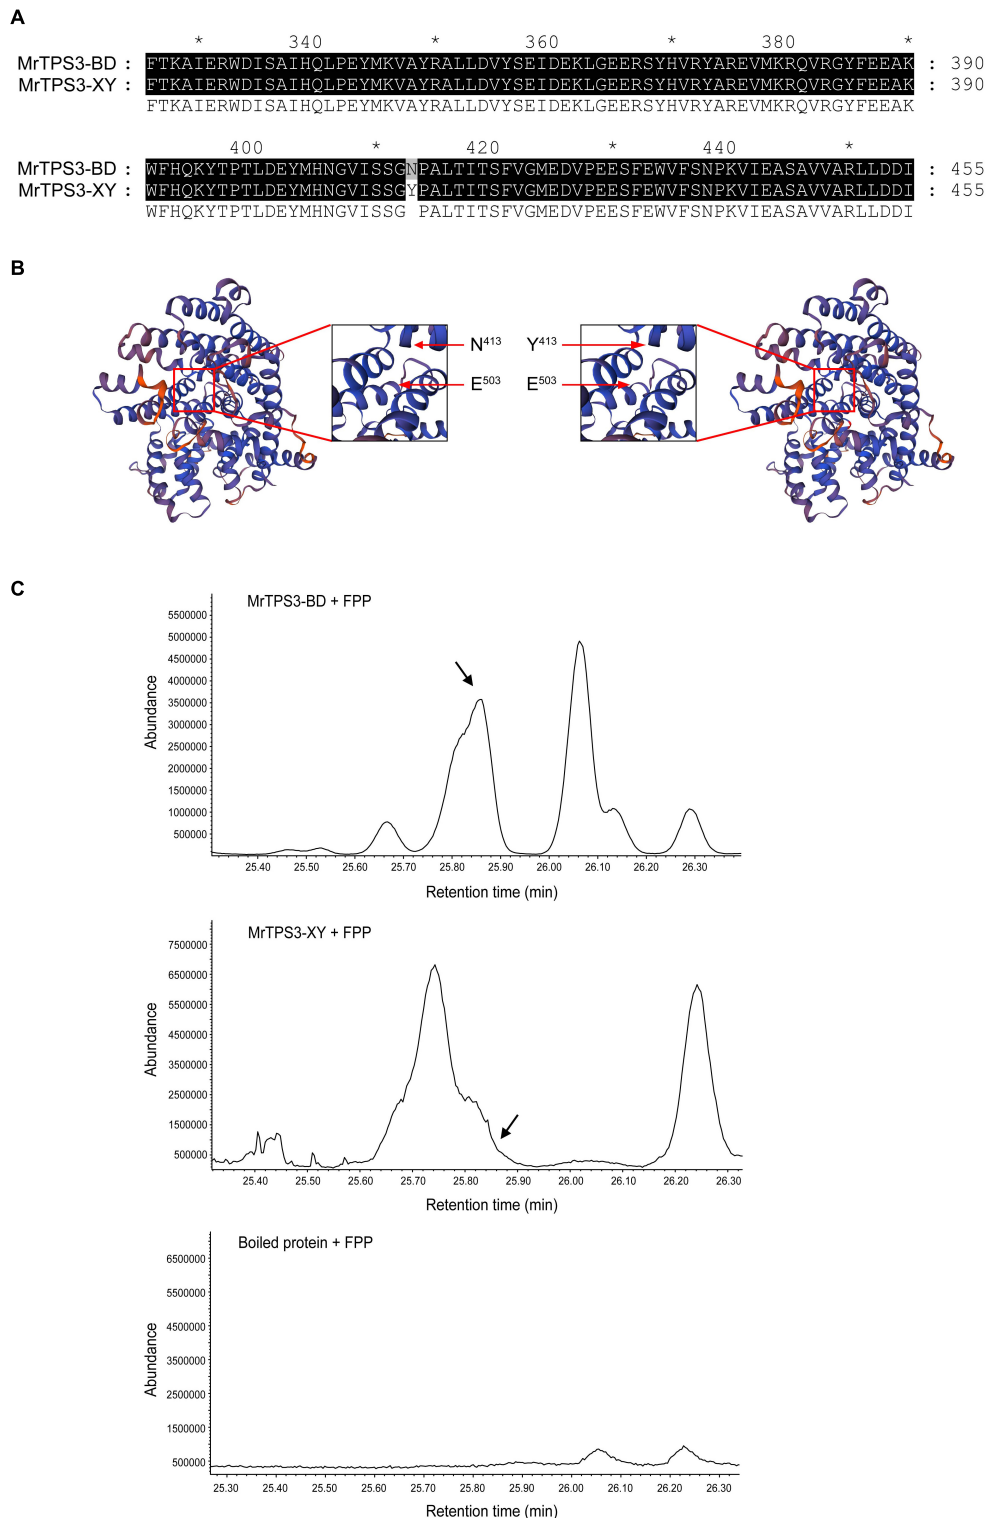 A
* 340 * 360 * 380 *
MrTPS3-BD : FTKAIERWDISAIHQLPEYMKVAYRALLDVYSEIDEKLGEERSYHVRYAREVMKRQVRGYFEEAK : 390
MrTPS3-XY : FTKAIERWDISAIHQLPEYMKVAYRALLDVYSEIDEKLGEERSYHVRYAREVMKRQVRGYFEEAK : 390
FTKAIERWDISAIHQLPEYMKVAYRALLDVYSEIDEKLGEERSYHVRYAREVMKRQVRGYFEEAK
400 * 420 * 440 *
MrTPS3-BD : WFHQKYTPTLDEYMHNGVISSGNPALTITSFVGMEDVPEESFEWVFSNPKVIEASAVVARLLDDI : 455
MrTPS3-XY : WFHQKYTPTLDEYMHNGVISSGYPALTITSFVGMEDVPEESFEWVFSNPKVIEASAVVARLLDDI : 455
WFHQKYTPTLDEYMHNGVISSG PALTITSFVGMEDVPEESFEWVFSNPKVIEASAVVARLLDDI
B
N413 Y413
E503 E503
C
MrTPS3-BD + FPP
Abundance
5500000
5000000
4500000
4000000
3500000
3000000
2500000
2000000
1500000
1000000
500000
25.40 25.50 25.60 25.70 25.80 25.90 26.00 26.10 26.20 26.30
Retention time (min)
MrTPS3-XY + FPP
Abundance
7500000
6500000
5500000
4500000
3500000
2500000
1500000
500000
25.40 25.50 25.60 25.70 25.80 25.90 26.00 26.10 26.20 26.30
Retention time (min)
Boiled protein + FPP
Abundance
6500000
5500000
4500000
3500000
2500000
1500000
500000
25.30 25.40 25.50 25.60 25.70 25.80 25.90 26.00 26.10 26.20 26.30
Retention time (min)